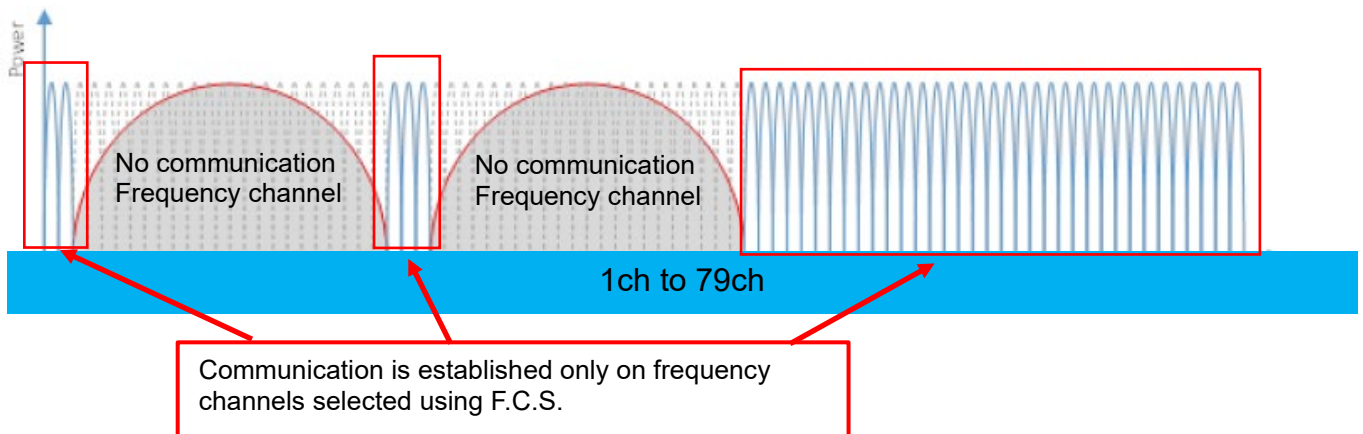 Power
No communication
Frequency channel
No communication
Frequency channel
1ch to 79ch
Communication is established only on frequency
channels selected using F.C.S.